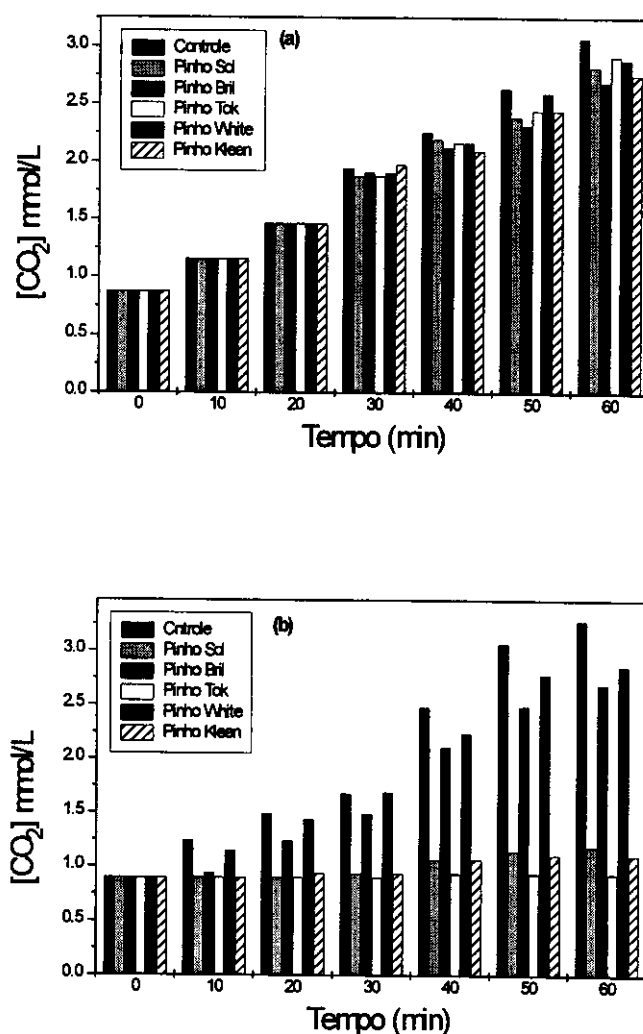 (a)
Controle
Pinho Sol
Pinho Bril
Pinho Tok
Pinho White
Pinho Kleen
[CO2] mmol/L
3.0
2.5
2.0
1.5
1.0
0.5
0.0
0 10 20 30 40 50 60
Tempo (min)
(b)
Cntrole
Pinho Sol
Pinho Bril
Pinho Tok
Pinho White
Pinho Kleen
[CO2] mmol/L
3.0
2.5
2.0
1.5
1.0
0.5
0.0
0 10 20 30 40 50 60
Tempo (min)